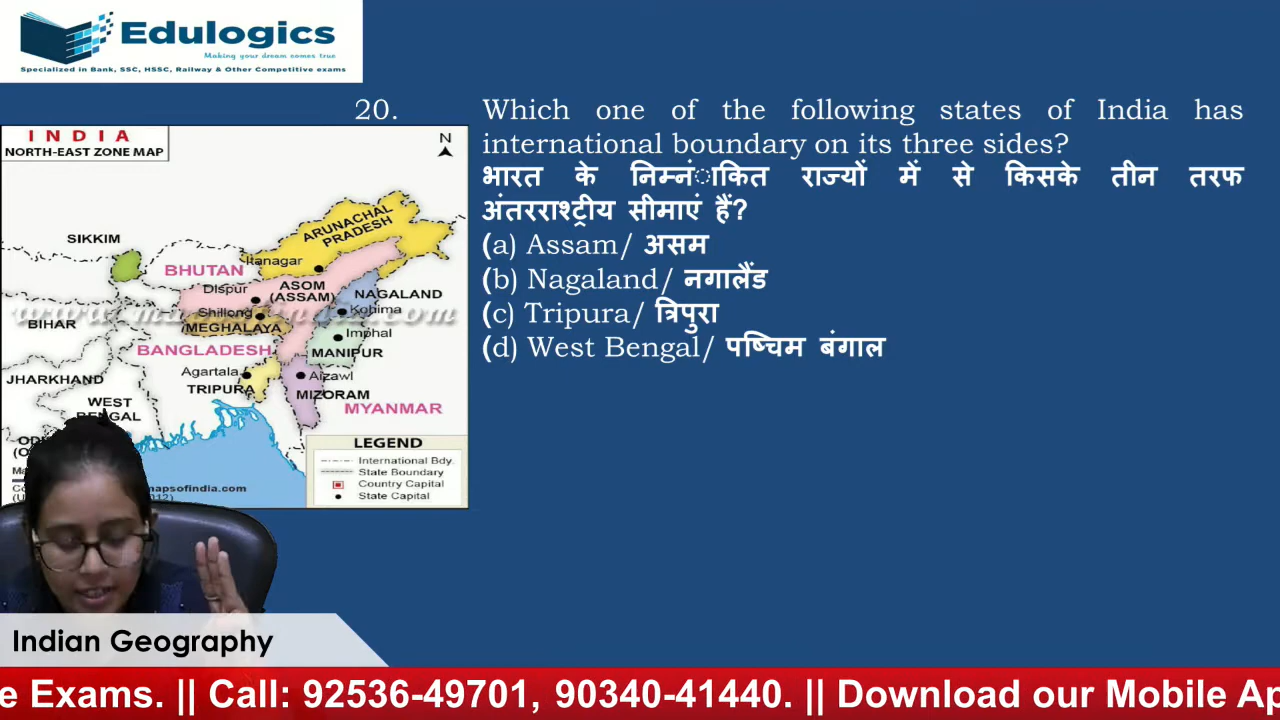 Edulogics
Making your dream comes true
Specialized in Bank, SSC, HSSC, Railway & Other Competitive exams
20. Which one of the following states of India has
international boundary on its three sides?
भारत के निम्नंाकित राज्यों में से किसके तीन तरफ
अंतरराश्ट्रीय सीमाएं हैं?
(a) Assam/ असम
(b) Nagaland/ नगालैंड
(c) Tripura/ त्रिपुरा
(d) West Bengal/ पष्चिम बंगाल
INDIA
NORTH-EAST ZONE MAP
N
SIKKIM
ARUNACHAL
PRADESH
Itanagar
BHUTAN
Dispur
ASOM
(ASSAM)
NAGALAND
Shillong
Kohima
BIHAR
(MEGHALAYA
Imphal
BANGLADESH
MANIPUR
JHARKHAND
Agartala
Aizawl
TRIPURA
MIZORAM
WEST
BENGAL
MYANMAR
LEGEND
International Bdy.
State Boundary
Country Capital
State Capital
mapsofindia.com
Indian Geography
e Exams. || Call: 92536-49701, 90340-41440. || Download our Mobile Ap